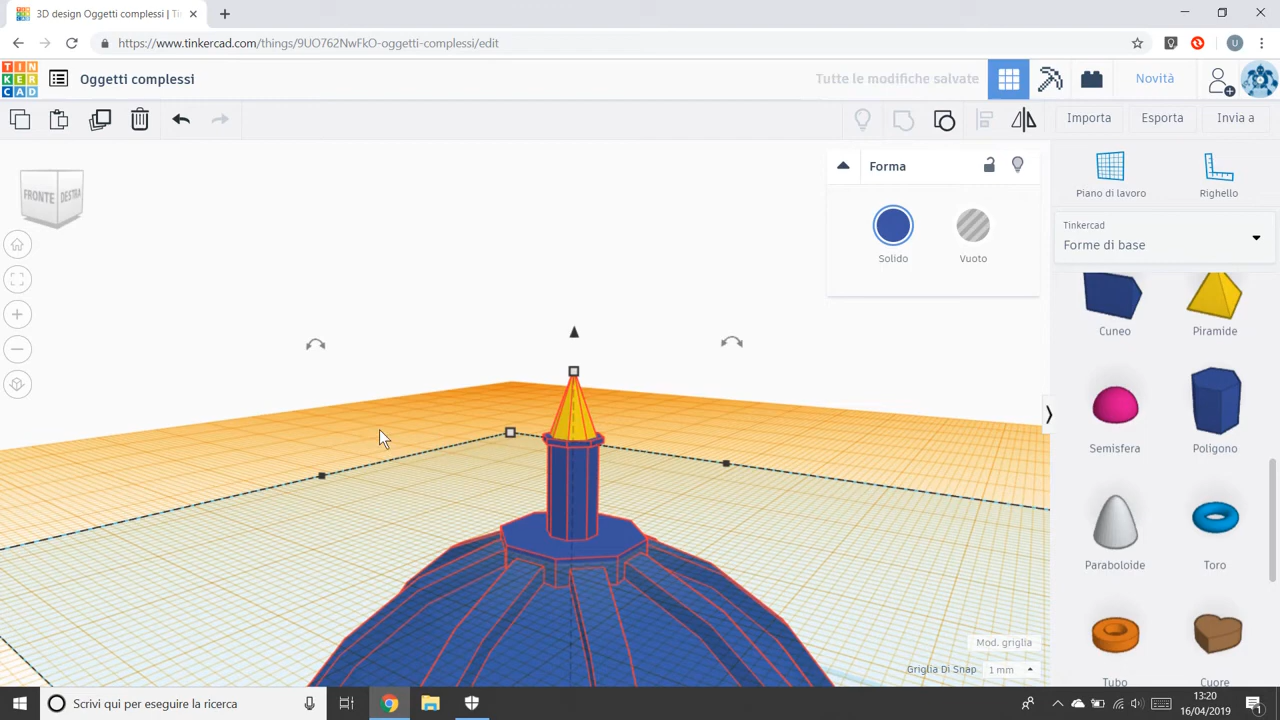 3D design Oggetti complessi | Ti
https://www.tinkercad.com/things/9UO762NwFkO-oggetti-complessi/edit
U
TIN
KER
CAD
Oggetti complessi
Tutte le modifiche salvate
Novità
Importa
Esporta
Invia a
FRONTE
DESTRA
Forma
Solido
Vuoto
Piano di lavoro
Righello
Tinkercad
Forme di base
Cuneo
Piramide
Semisfera
Poligono
Paraboloide
Toro
Tubo
Cuore
Mod. griglia
Griglia Di Snap
1 mm
Scrivi qui per eseguire la ricerca
13:20
16/04/2019
1